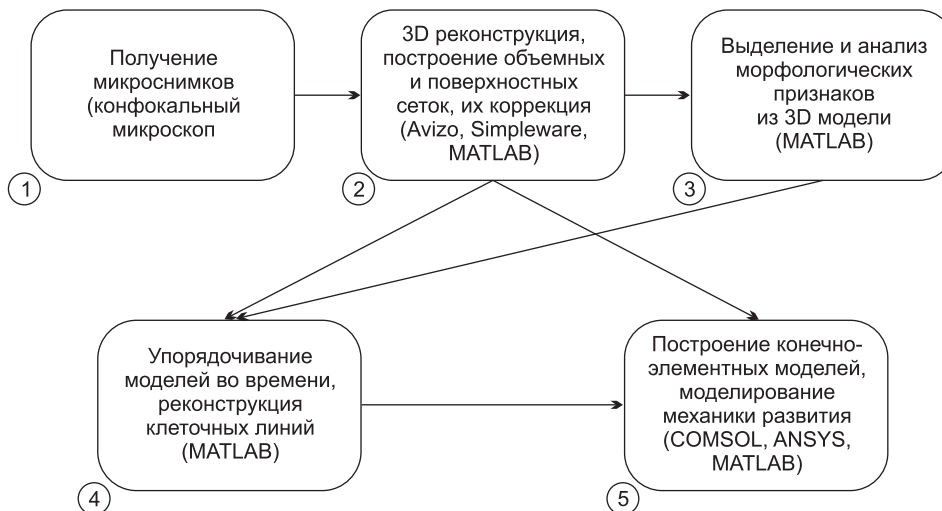 Получение
микроснимков
(конфокальный
микроскоп
1
3D реконструкция,
построение объемных
и поверхностных
сеток, их коррекция
(Avizo, Simpleware,
MATLAB)
2
Выделение и анализ
морфологических
признаков
из 3D модели
(MATLAB)
3
Упорядочивание
моделей во времени,
реконструкция
клеточных линий
(MATLAB)
4
Построение конечно-
элементных моделей,
моделирование
механики развития
(COMSOL, ANSYS,
MATLAB)
5